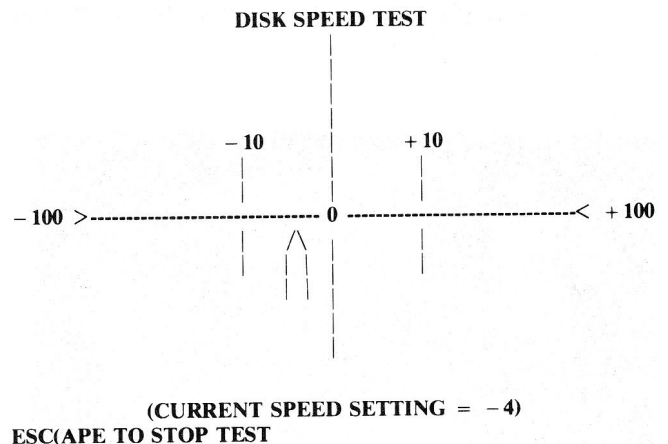 DISK SPEED TEST
– 10 + 10
– 100 >------------------------------ 0 -----------------------------< + 100
(CURRENT SPEED SETTING = – 4)
ESC(APE TO STOP TEST